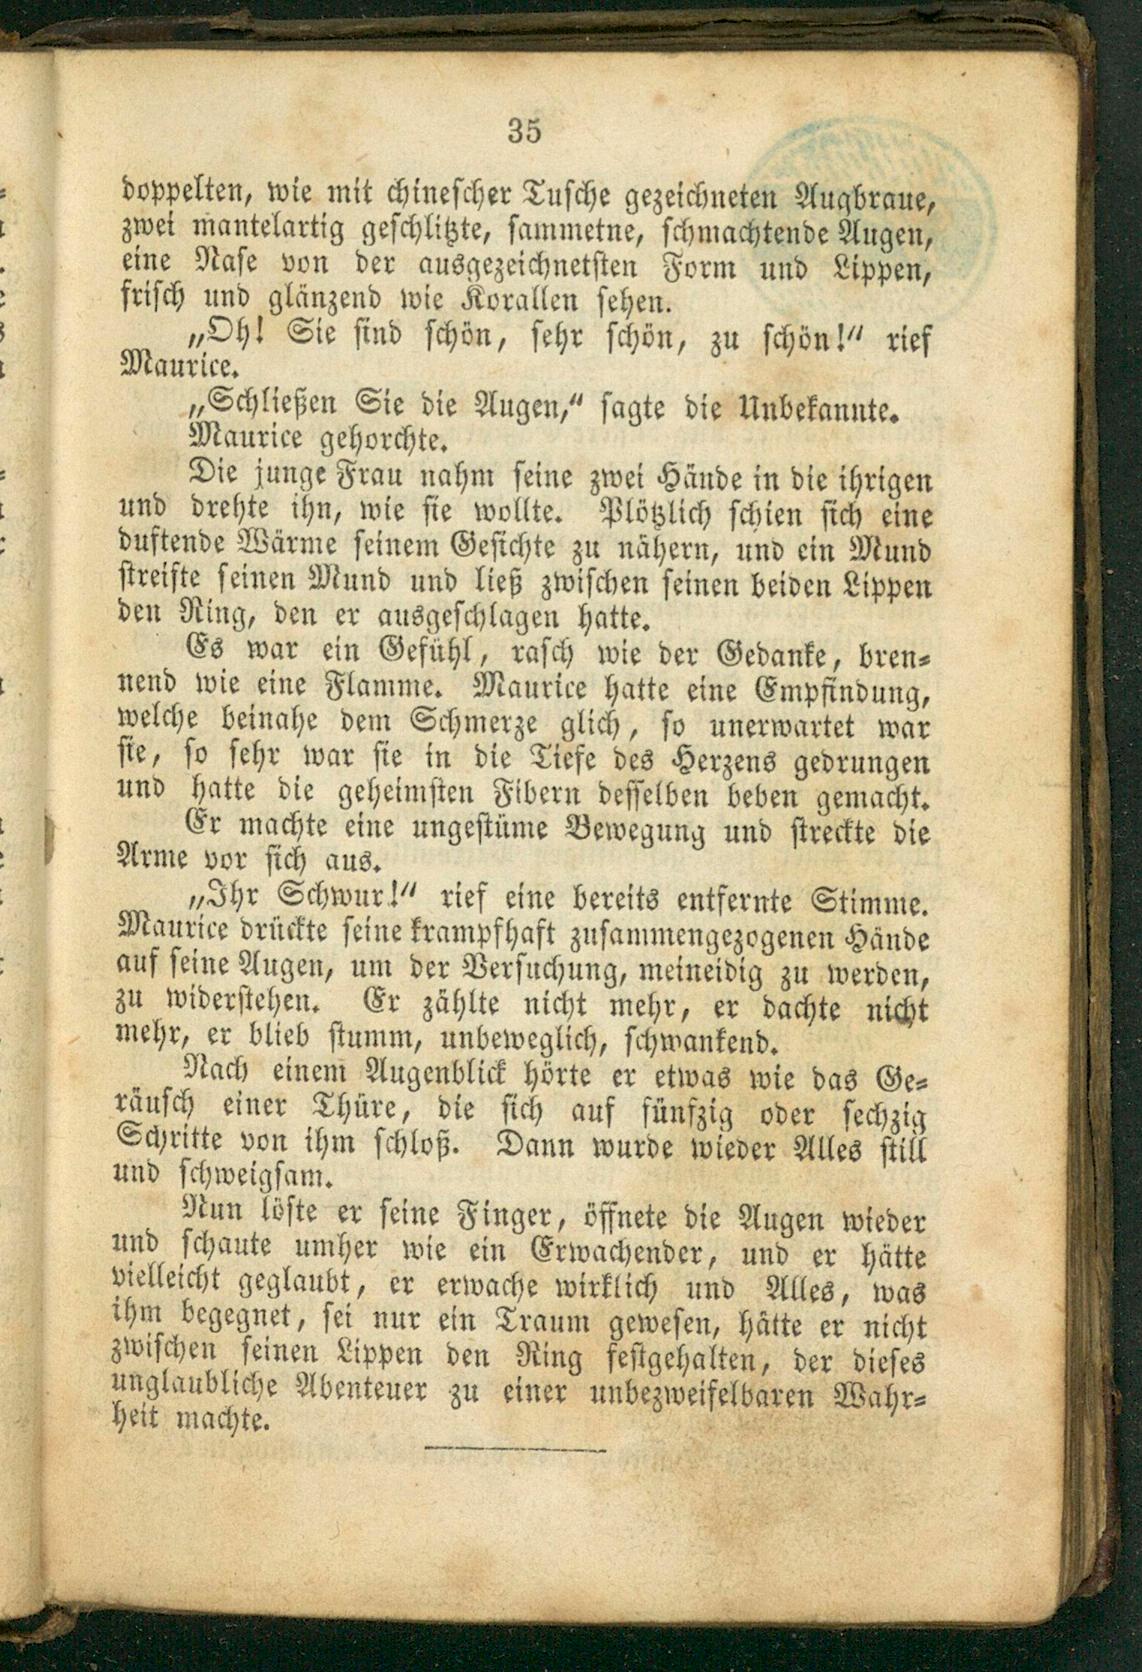 35
doppelten, wie mit chinescher Tusche gezeichneten Augbraue,
zwei mantelartig geschlitzte, sammetne, schmachtende Augen,
eine Nase von der ausgezeichnetsten Form und Lippen,
frisch und glänzend wie Korallen sehen.
„Oh! Sie sind schön, sehr schön, zu schön!“ rief
Maurice.
„Schließen Sie die Augen,“ sagte die Unbekannte.
Maurice gehorchte.
Die junge Frau nahm seine zwei Hände in die ihrigen
und drehte ihn, wie sie wollte. Plötzlich schien sich eine
duftende Wärme seinem Gesichte zu nähern, und ein Mund
streifte seinen Mund und ließ zwischen seinen beiden Lippen
den Ring, den er ausgeschlagen hatte.
Es war ein Gefühl, rasch wie der Gedanke, bren-
nend wie eine Flamme. Maurice hatte eine Empfindung,
welche beinahe dem Schmerze glich, so unerwartet war
sie, so sehr war sie in die Tiefe des Herzens gedrungen
und hatte die geheimsten Fibern desselben beben gemacht.
Er machte eine ungestüme Bewegung und streckte die
Arme vor sich aus.
„Ihr Schwur!“ rief eine bereits entfernte Stimme.
Maurice drückte seine krampfhaft zusammengezogenen Hände
auf seine Augen, um der Versuchung, meineidig zu werden,
zu widerstehen. Er zählte nicht mehr, er dachte nicht
mehr, er blieb stumm, unbeweglich, schwankend.
Nach einem Augenblick hörte er etwas wie das Ge-
räusch einer Thüre, die sich auf fünfzig oder sechzig
Schritte von ihm schloß. Dann wurde wieder Alles still
und schweigsam.
Nun löste er seine Finger, öffnete die Augen wieder
und schaute umher wie ein Erwachender, und er hätte
vielleicht geglaubt, er erwache wirklich und Alles, was
ihm begegnet, sei nur ein Traum gewesen, hätte er nicht
zwischen seinen Lippen den Ring festgehalten, der dieses
unglaubliche Abenteuer zu einer unbezweifelbaren Wahr-
heit machte.